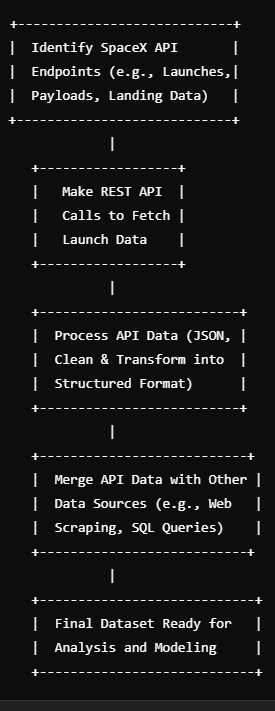 +----------------------------+
|  Identify SpaceX API       |
|  Endpoints (e.g., Launches,|
|  Payloads, Landing Data)   |
+----------------------------+
             |
   +------------------+
   |   Make REST API  |
   |   Calls to Fetch |
   |   Launch Data    |
   +------------------+
             |
   +--------------------------+
   |  Process API Data (JSON, |
   |  Clean & Transform into  |
   |  Structured Format)      |
   +--------------------------+
             |
   +---------------------------+
   |  Merge API Data with Other |
   |  Data Sources (e.g., Web   |
   |  Scraping, SQL Queries)    |
   +---------------------------+
             |
   +----------------------------+
   |  Final Dataset Ready for   |
   |  Analysis and Modeling     |
   +----------------------------+